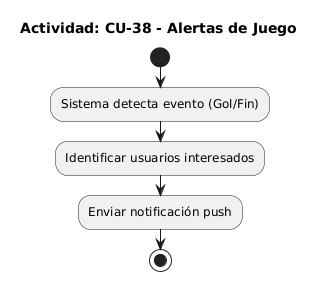 Actividad: CU-38 - Alertas de Juego
Sistema detecta evento (Gol/Fin)
Identificar usuarios interesados
Enviar notificación push